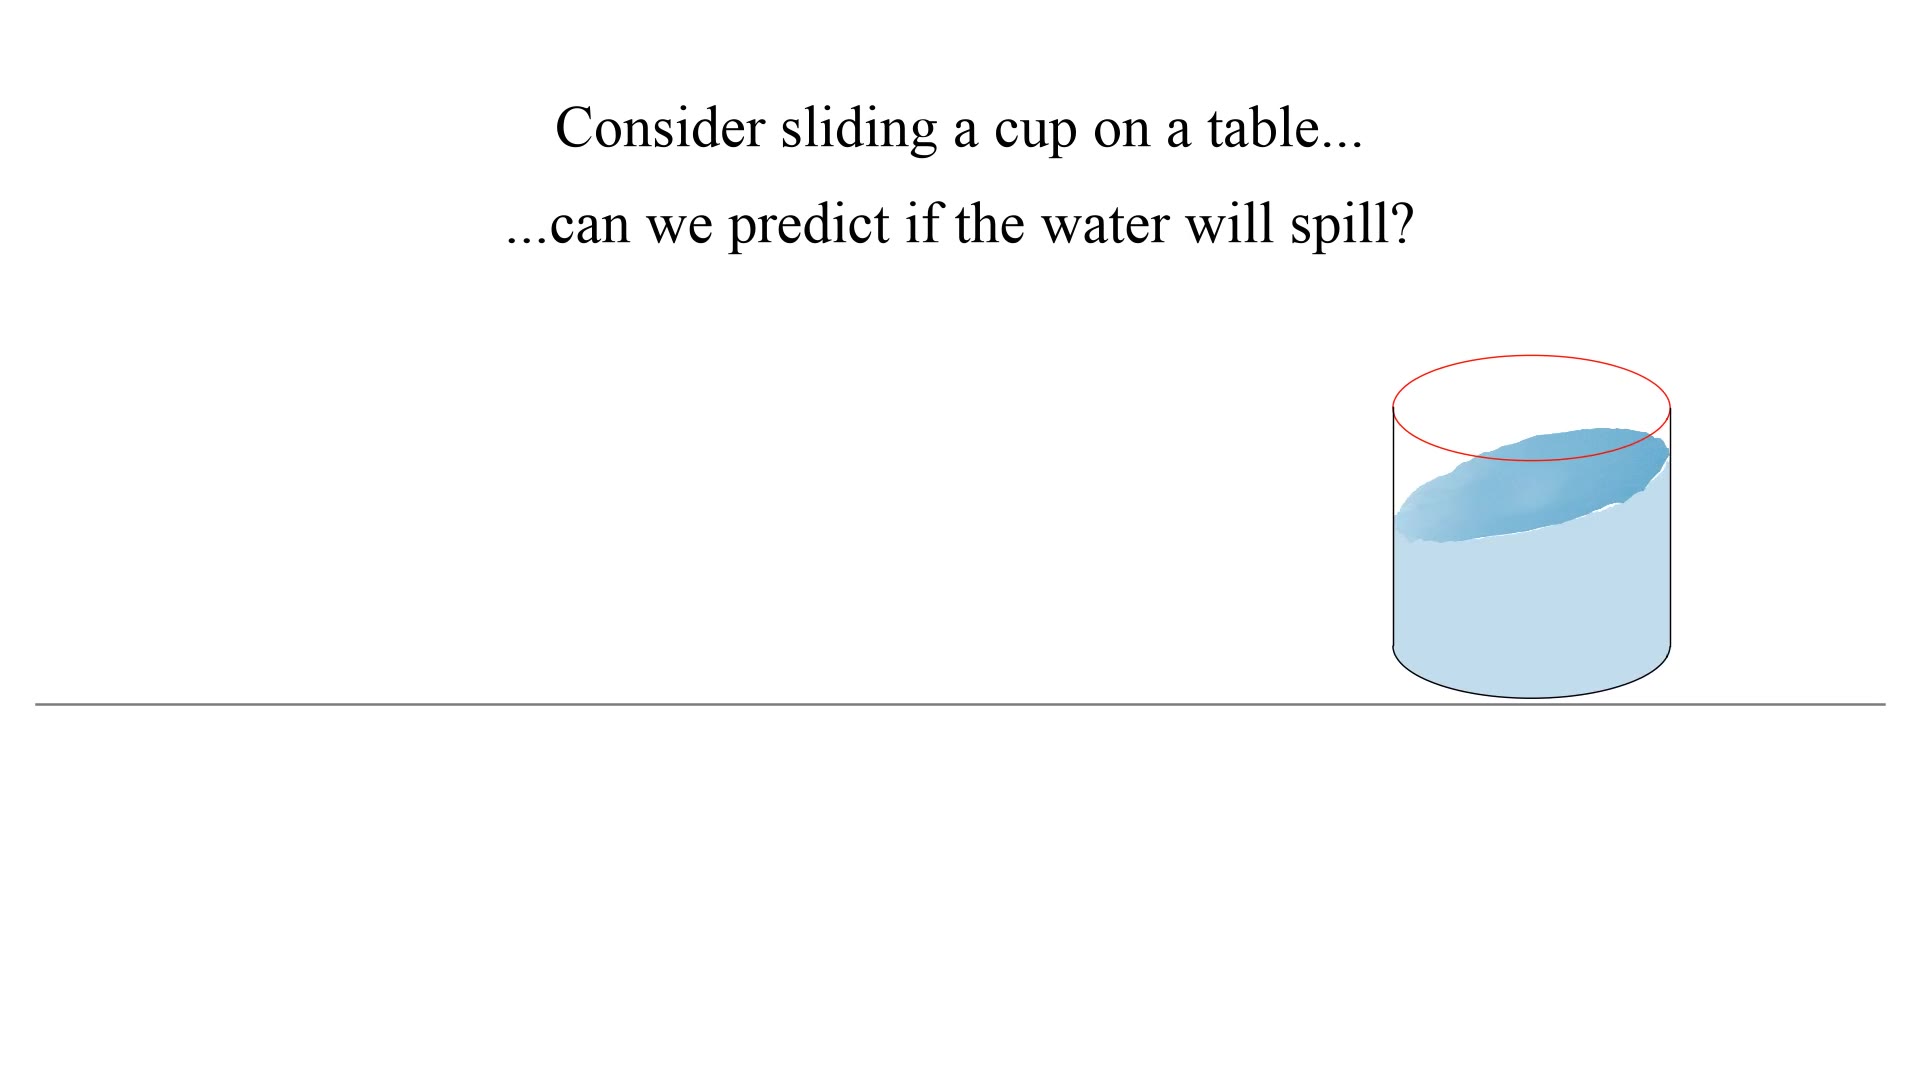 Consider sliding a cup on a table...
...can we predict if the water will spill?